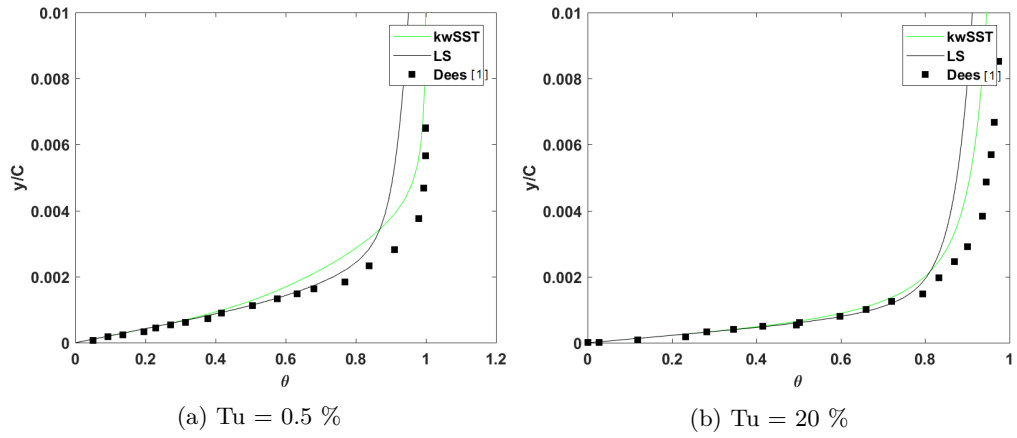 0.01
0.008
0.006
0.004
0.002
0
y/C
0 0.2 0.4 0.6 0.8 1 1.2
θ
kwSST
LS
Dees [1]
(a) Tu = 0.5 %
0.01
0.008
0.006
0.004
0.002
0
y/C
0 0.2 0.4 0.6 0.8 1
θ
kwSST
LS
Dees [1]
(b) Tu = 20 %